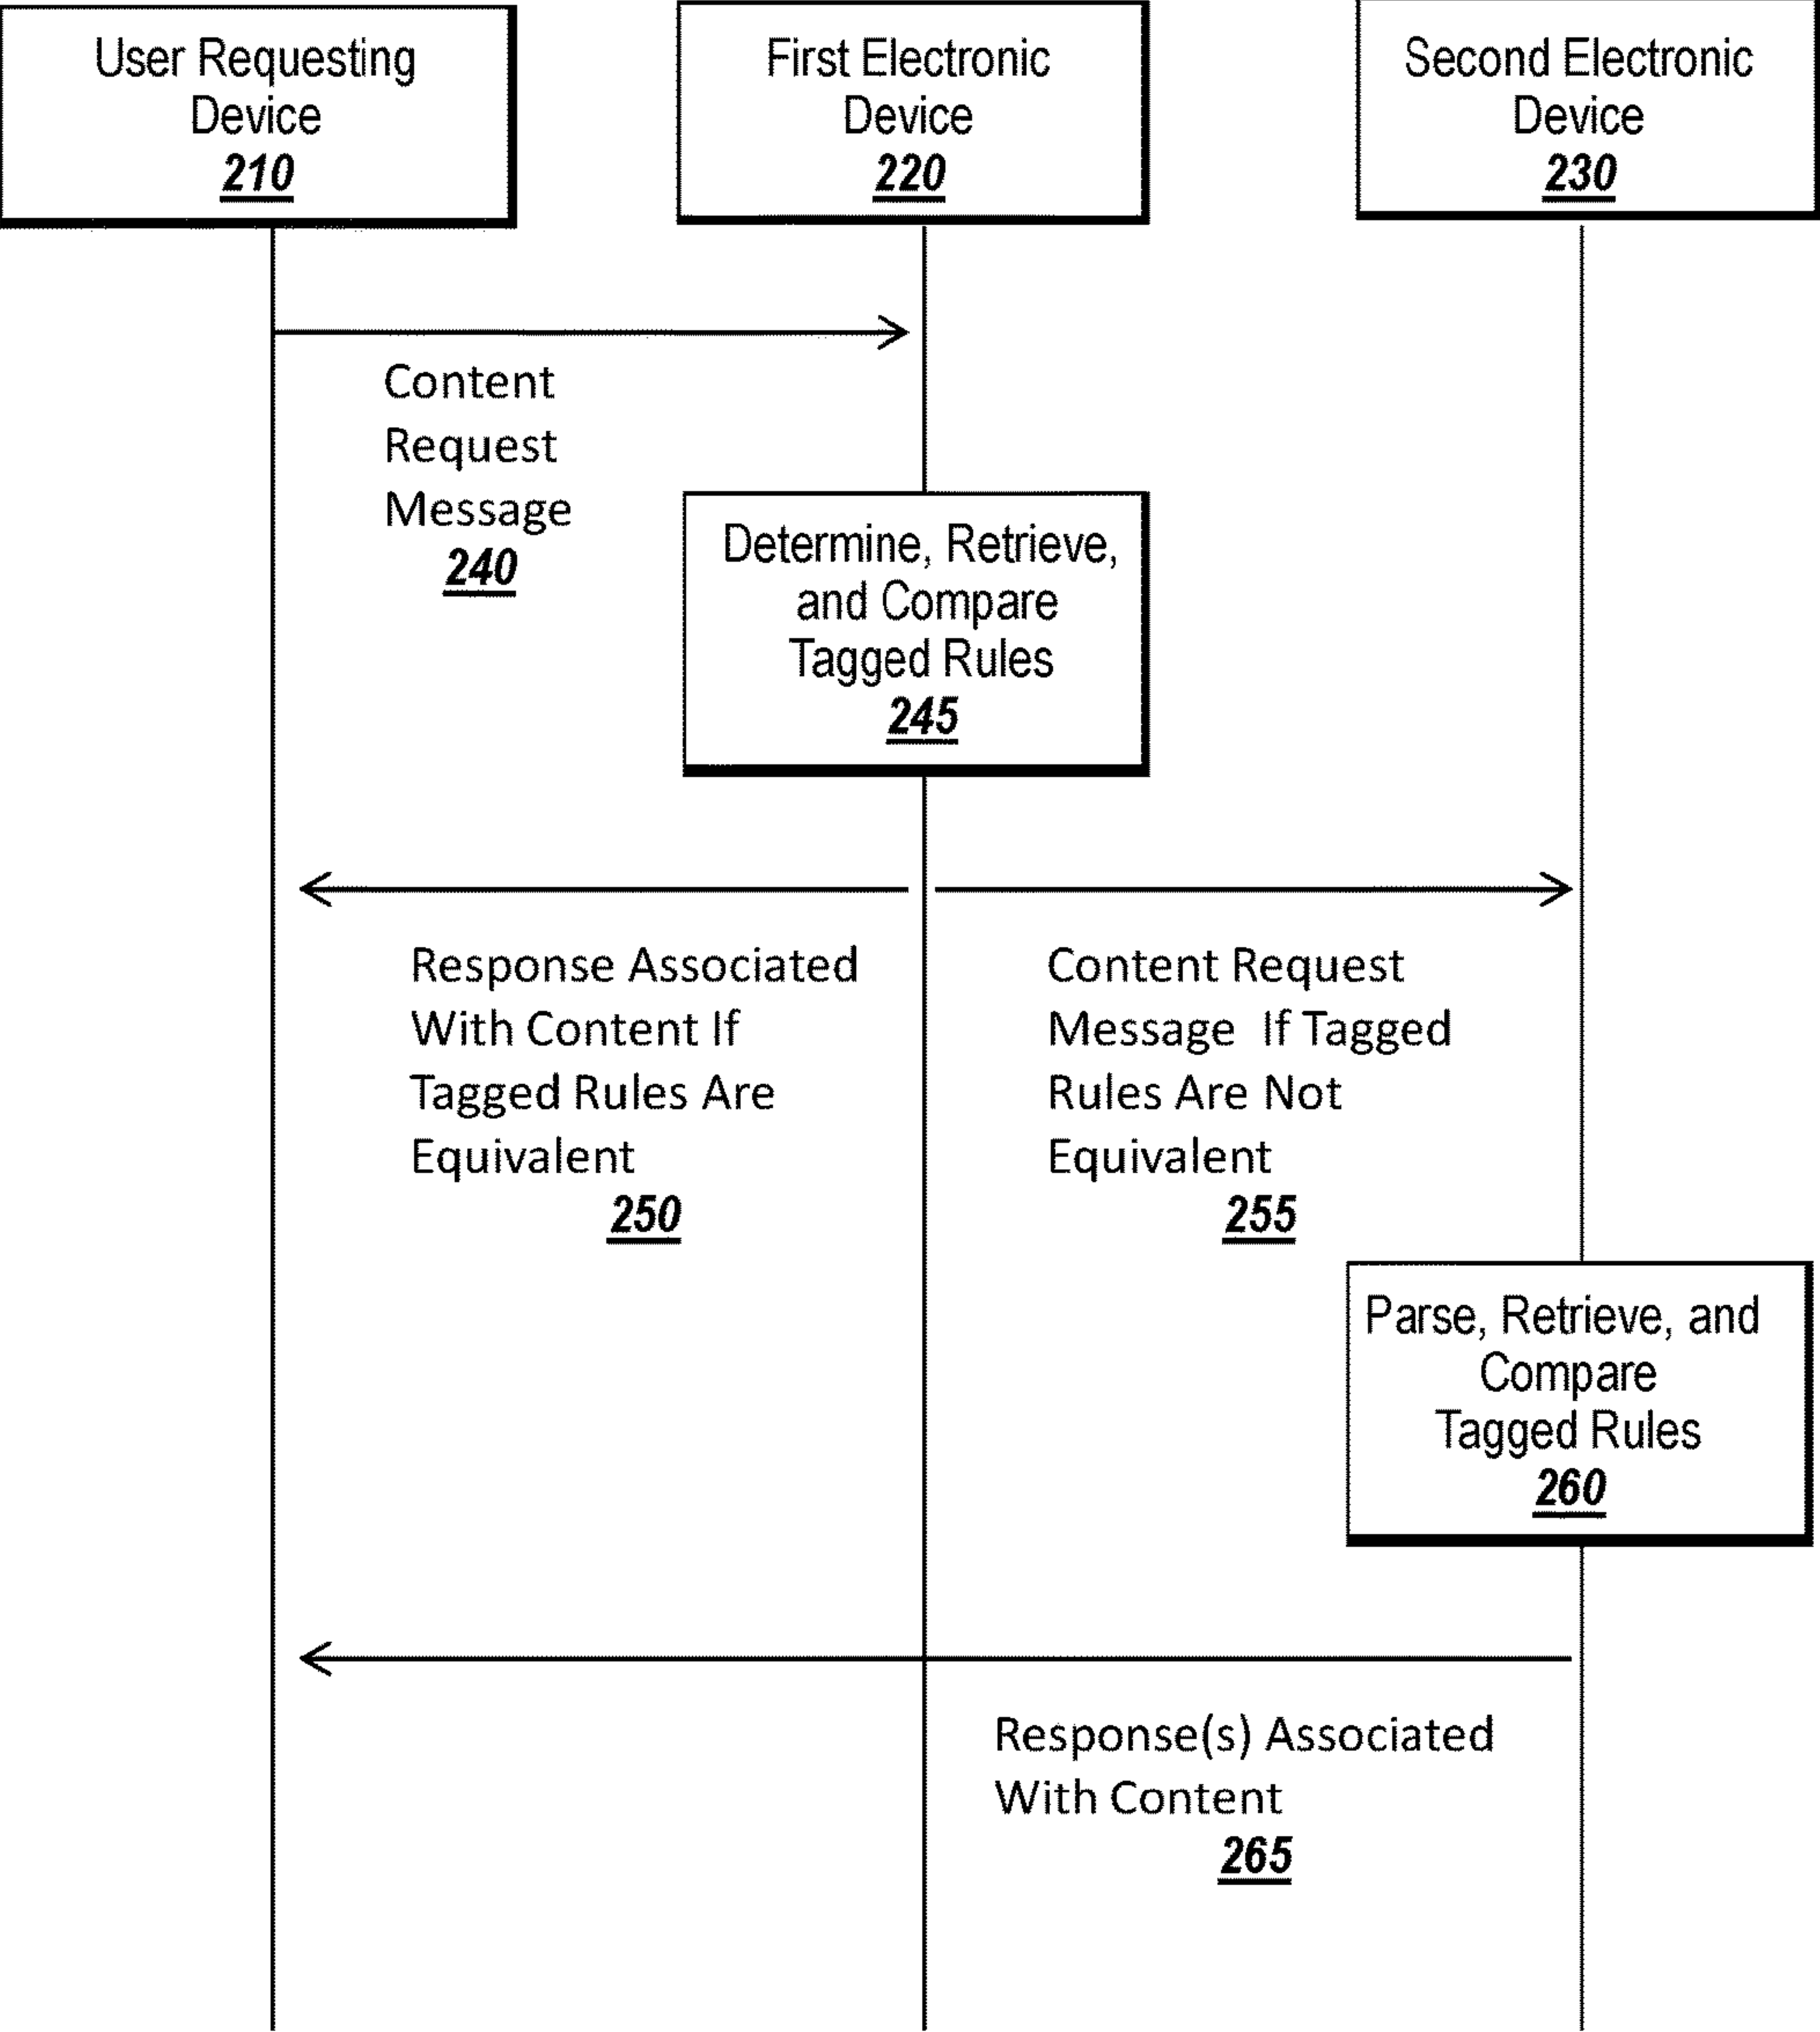 User Requesting
Device
210
First Electronic
Device
220
Second Electronic
Device
230
Content
Request
Message
240
Determine, Retrieve,
and Compare
Tagged Rules
245
Response Associated
With Content If
Tagged Rules Are
Equivalent
250
Content Request
Message If Tagged
Rules Are Not
Equivalent
255
Parse, Retrieve, and
Compare
Tagged Rules
260
Response(s) Associated
With Content
265